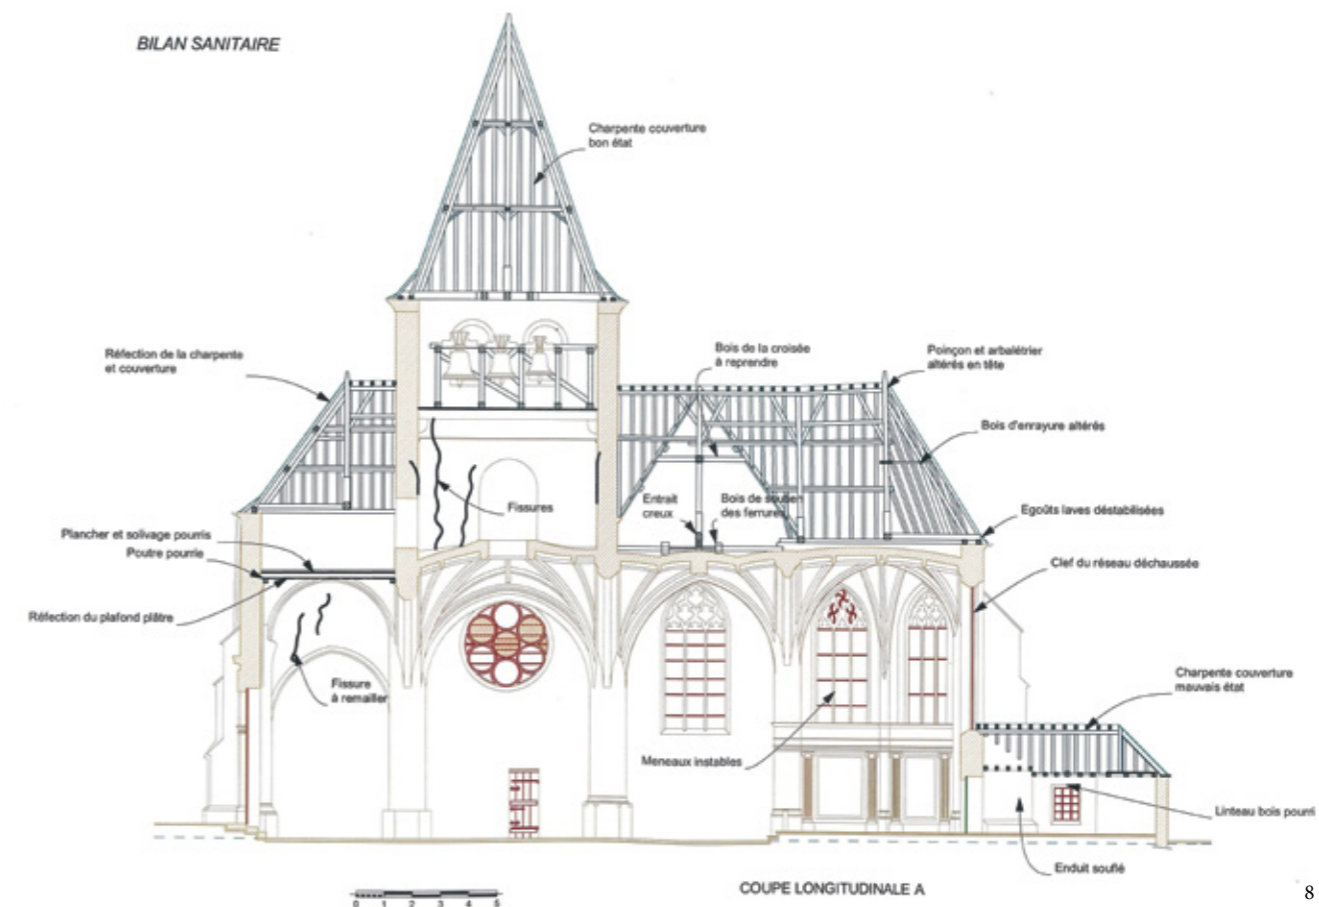 BILAN SANITAIRE
Charpente couverture
bon état
Réfection de la charpente
et couverture
Bois de la croisée
à reprendre
Poinçon et arbalétrier
altérés en tête
Bois d'enrayure altérés
Fissures
Entrait
creux
Bois de soutien
des ferrures
Egoûts laves déstabilisées
Plancher et solivage pourris
Poutre pourrie
Clef du réseau déchaussée
Réfection du plafond plâtre
Fissure
à remailler
Charpente couverture
mauvais état
Meneaux instables
Linteau bois pourri
Enduit souflé
COUPE LONGITUDINALE A
0 1 2 3 4 5
8